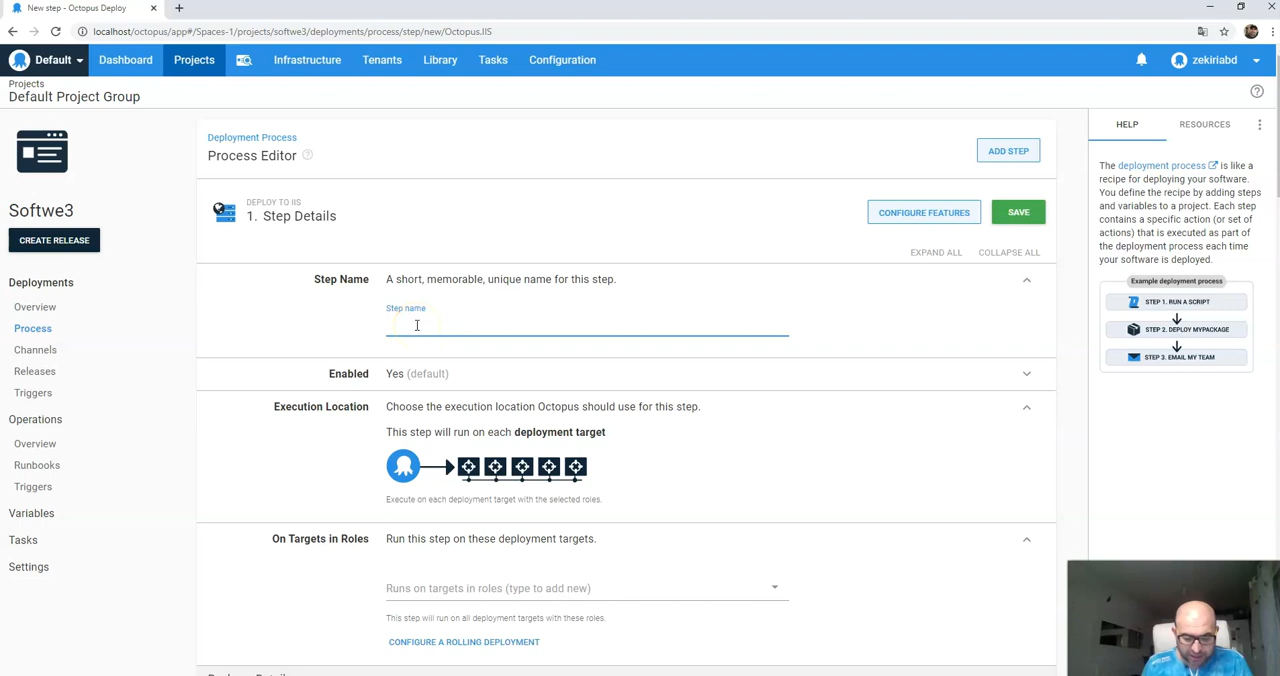 New step - Octopus Deploy
localhost/octopus/app#/Spaces-1/projects/softwe3/deployments/process/step/new/Octopus.IIS
Default Dashboard Projects Infrastructure Tenants Library Tasks Configuration zekiriabd
Projects
Default Project Group
Softwe3
CREATE RELEASE
Deployments
Overview
Process
Channels
Releases
Triggers
Operations
Overview
Runbooks
Triggers
Variables
Tasks
Settings
Deployment Process
Process Editor
ADD STEP
DEPLOY TO IIS
1. Step Details
CONFIGURE FEATURES SAVE
EXPAND ALL COLLAPSE ALL
Step Name A short, memorable, unique name for this step.
Step name
Enabled Yes (default)
Execution Location Choose the execution location Octopus should use for this step.
This step will run on each deployment target
Execute on each deployment target with the selected roles.
On Targets in Roles Run this step on these deployment targets.
Runs on targets in roles (type to add new)
This step will run on all deployment targets with these roles.
CONFIGURE A ROLLING DEPLOYMENT
HELP RESOURCES
The deployment process is like a
recipe for deploying your software.
You define the recipe by adding steps
and variables to a project. Each step
contains a specific action (or set of
actions) that is executed as part of
the deployment process each time
your software is deployed.
Example deployment process
STEP 1. RUN A SCRIPT
STEP 2. DEPLOY MYPACKAGE
STEP 3. EMAIL MY TEAM